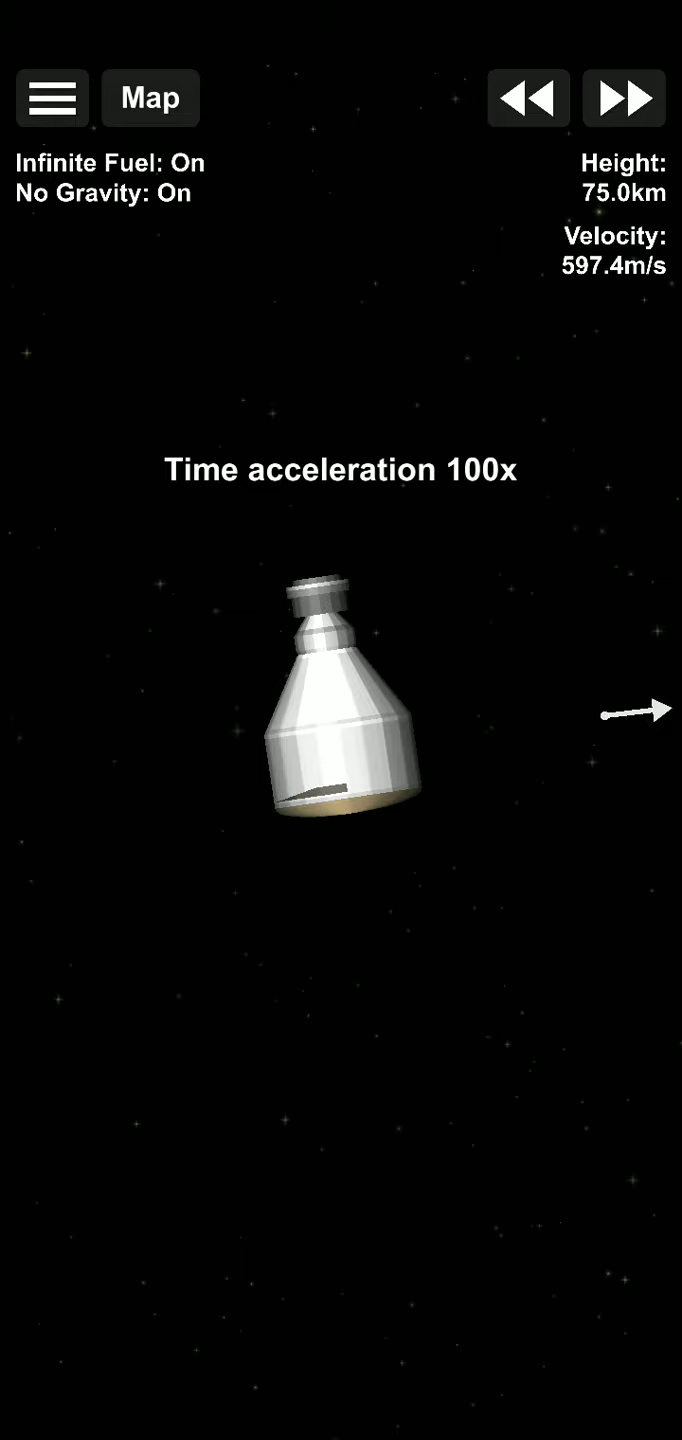 Map
Infinite Fuel: On
No Gravity: On
Height:
75.0km
Velocity:
597.4m/s
Time acceleration 100x